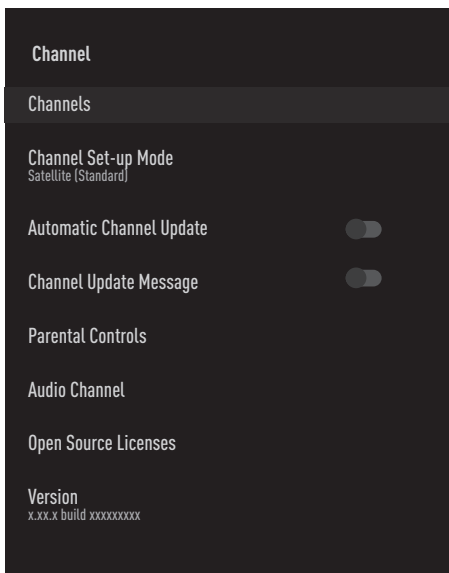 Channel
Channels
Channel Set-up Mode
Satellite (Standard)
Automatic Channel Update
Channel Update Message
Parental Controls
Audio Channel
Open Source Licenses
Version
x.xx.x build xxxxxxxxx